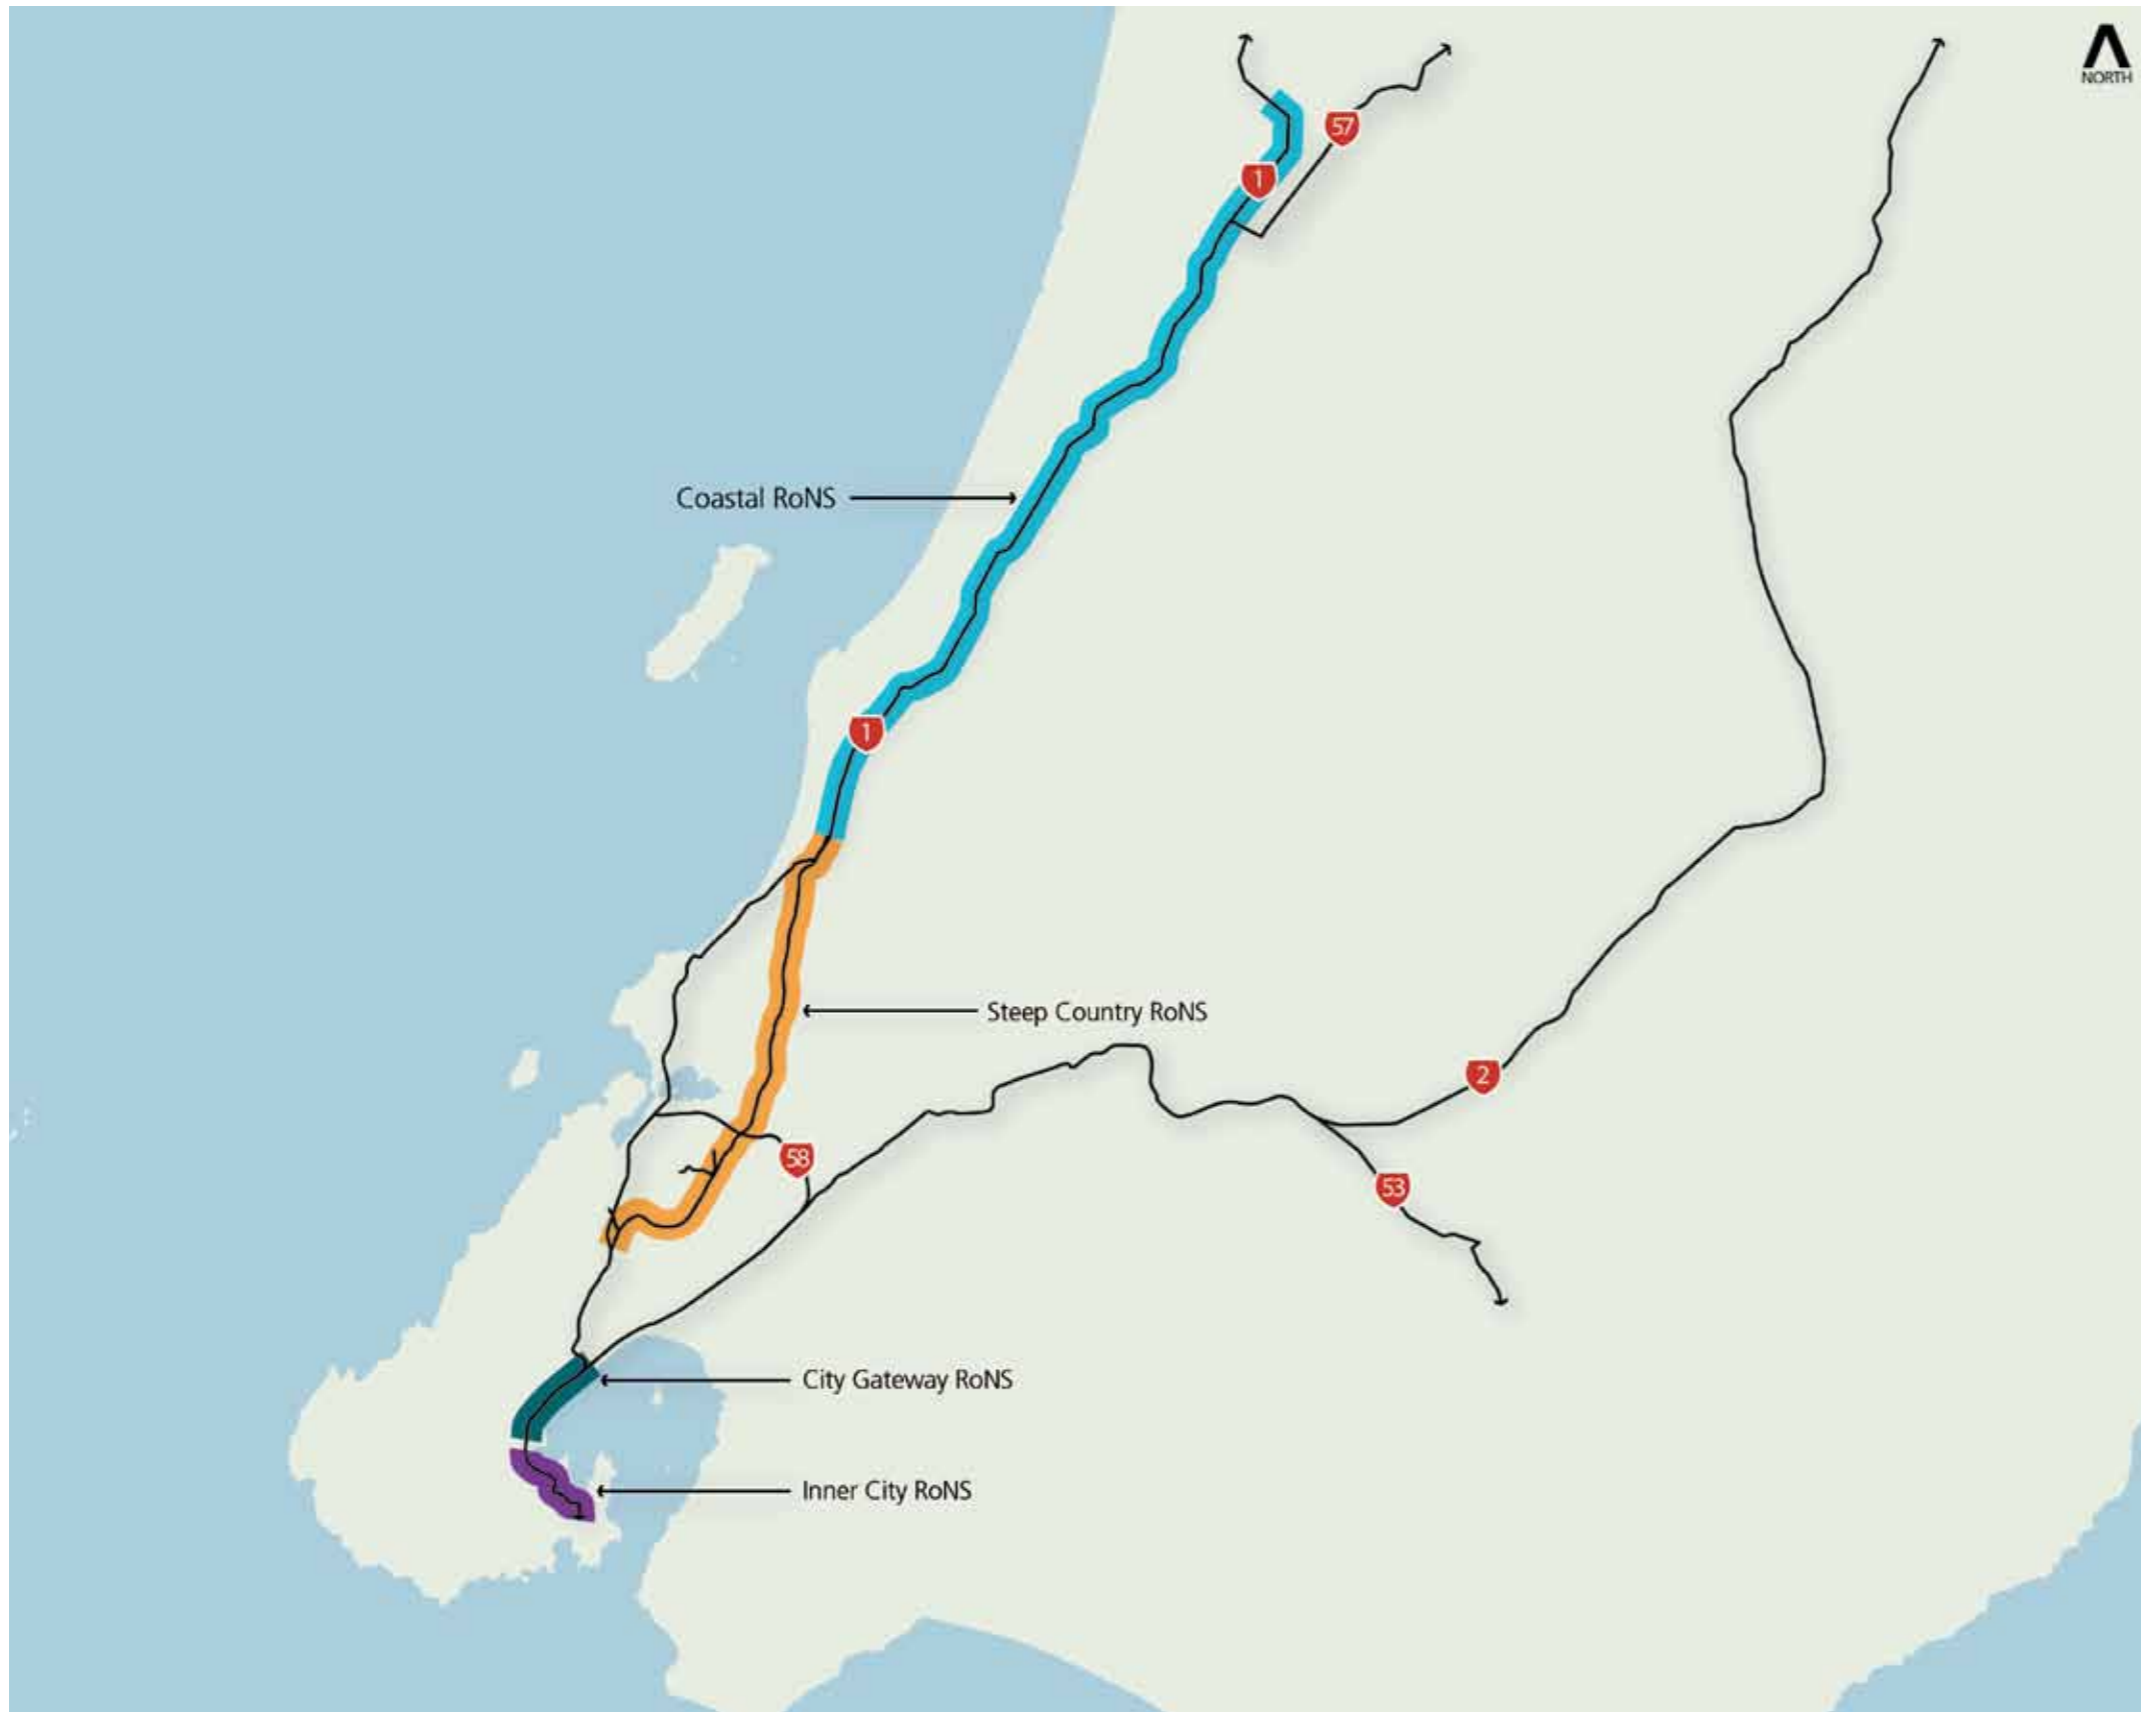 NORTH
57
1
Coastal RoNS
1
Steep Country RoNS
2
58
53
City Gateway RoNS
Inner City RoNS